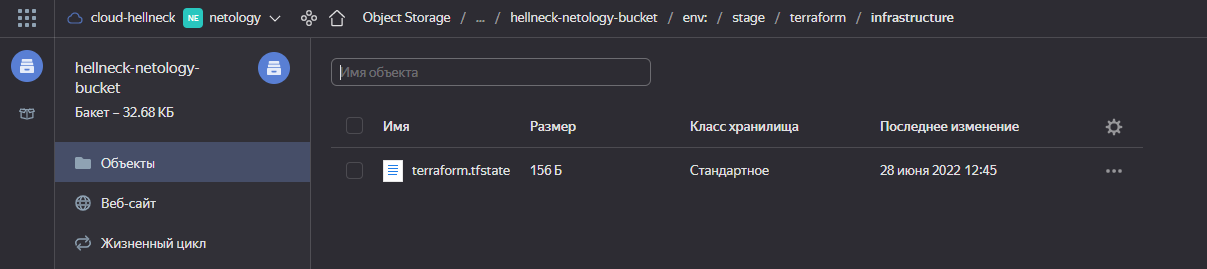 cloud-hellneck NE netology Object Storage / ... / hellneck-netology-bucket / env: / stage / terraform / infrastructure
hellneck-netology-
bucket
Бакет – 32.68 КБ
Объекты
Веб-сайт
Жизненный цикл
Имя объекта
Имя Размер Класс хранилища Последнее изменение
terraform.tfstate 156 Б Стандартное 28 июня 2022 12:45